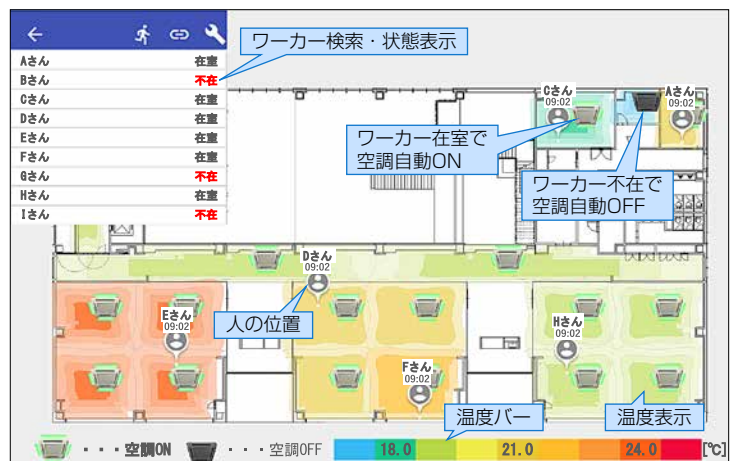 ワーカー検索・状態表示
Aさん 在室
Bさん 不在
Cさん 在室
Dさん 在室
Eさん 在室
Fさん 在室
Gさん 不在
Hさん 在室
Iさん 不在
Cさん
09:02
Aさん
09:02
ワーカー在室で
空調自動ON
ワーカー不在で
空調自動OFF
Dさん
09:02
人の位置
Eさん
09:02
Hさん
09:02
Fさん
09:02
温度バー
温度表示
・・・空調ON ・・・空調OFF 18.0 21.0 24.0 [℃]